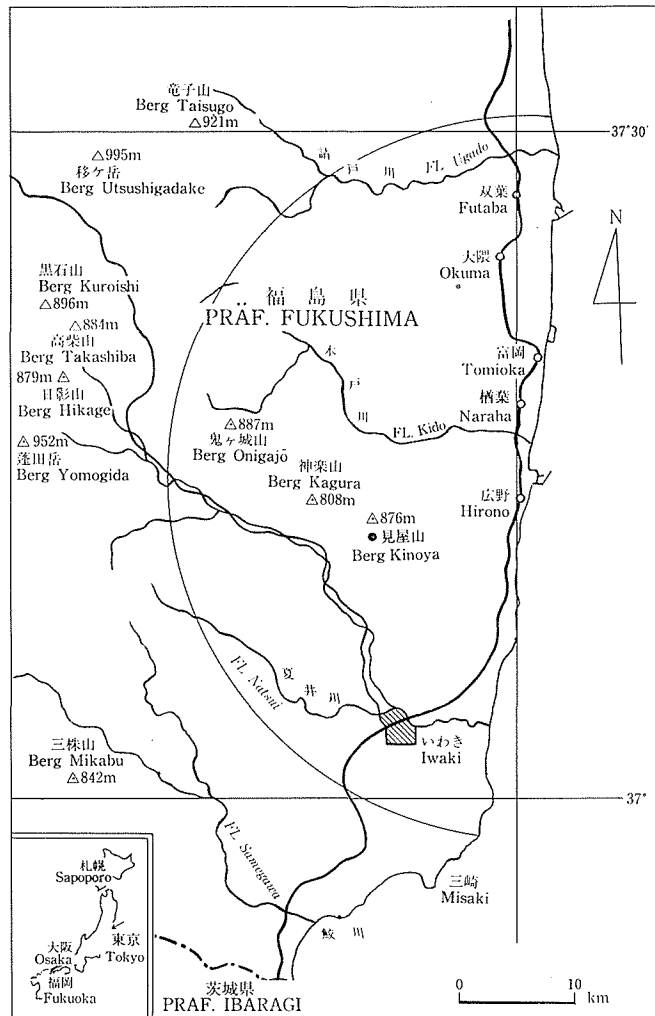 竜子山
Berg Taisugo
△921m
37°30'
△995m
移ケ岳
Berg Utsushigadake
請戸川 FL Ugado
双葉
Futaba
N
大隈
Okuma
黒石山
Berg Kuroishi
△896m
△884m
高柴山
Berg Takashiba
879m △
日影山
Berg Hikage
△952m
蓬田岳
Berg Yomogida
福島県
PRÄF. FUKUSHIMA
富岡
Tomioka
木戸川 FL. Kido
楢葉
Naraha
△887m
鬼ヶ城山
Berg Onigajō
神楽山
Berg Kagura
△808m
広野
Hirono
△876m
見屋山
Berg Kinoya
FL Natsui 夏井川
いわき
Iwaki
三株山
Berg Mikabu
△842m
37°
FL Samegawa
鮫川
三崎
Misaki
札幌
Sapoporo
東京
Tokyo
大阪
Osaka
福岡
Fukuoka
茨城県
PRAF. IBARAGI
0 10
km